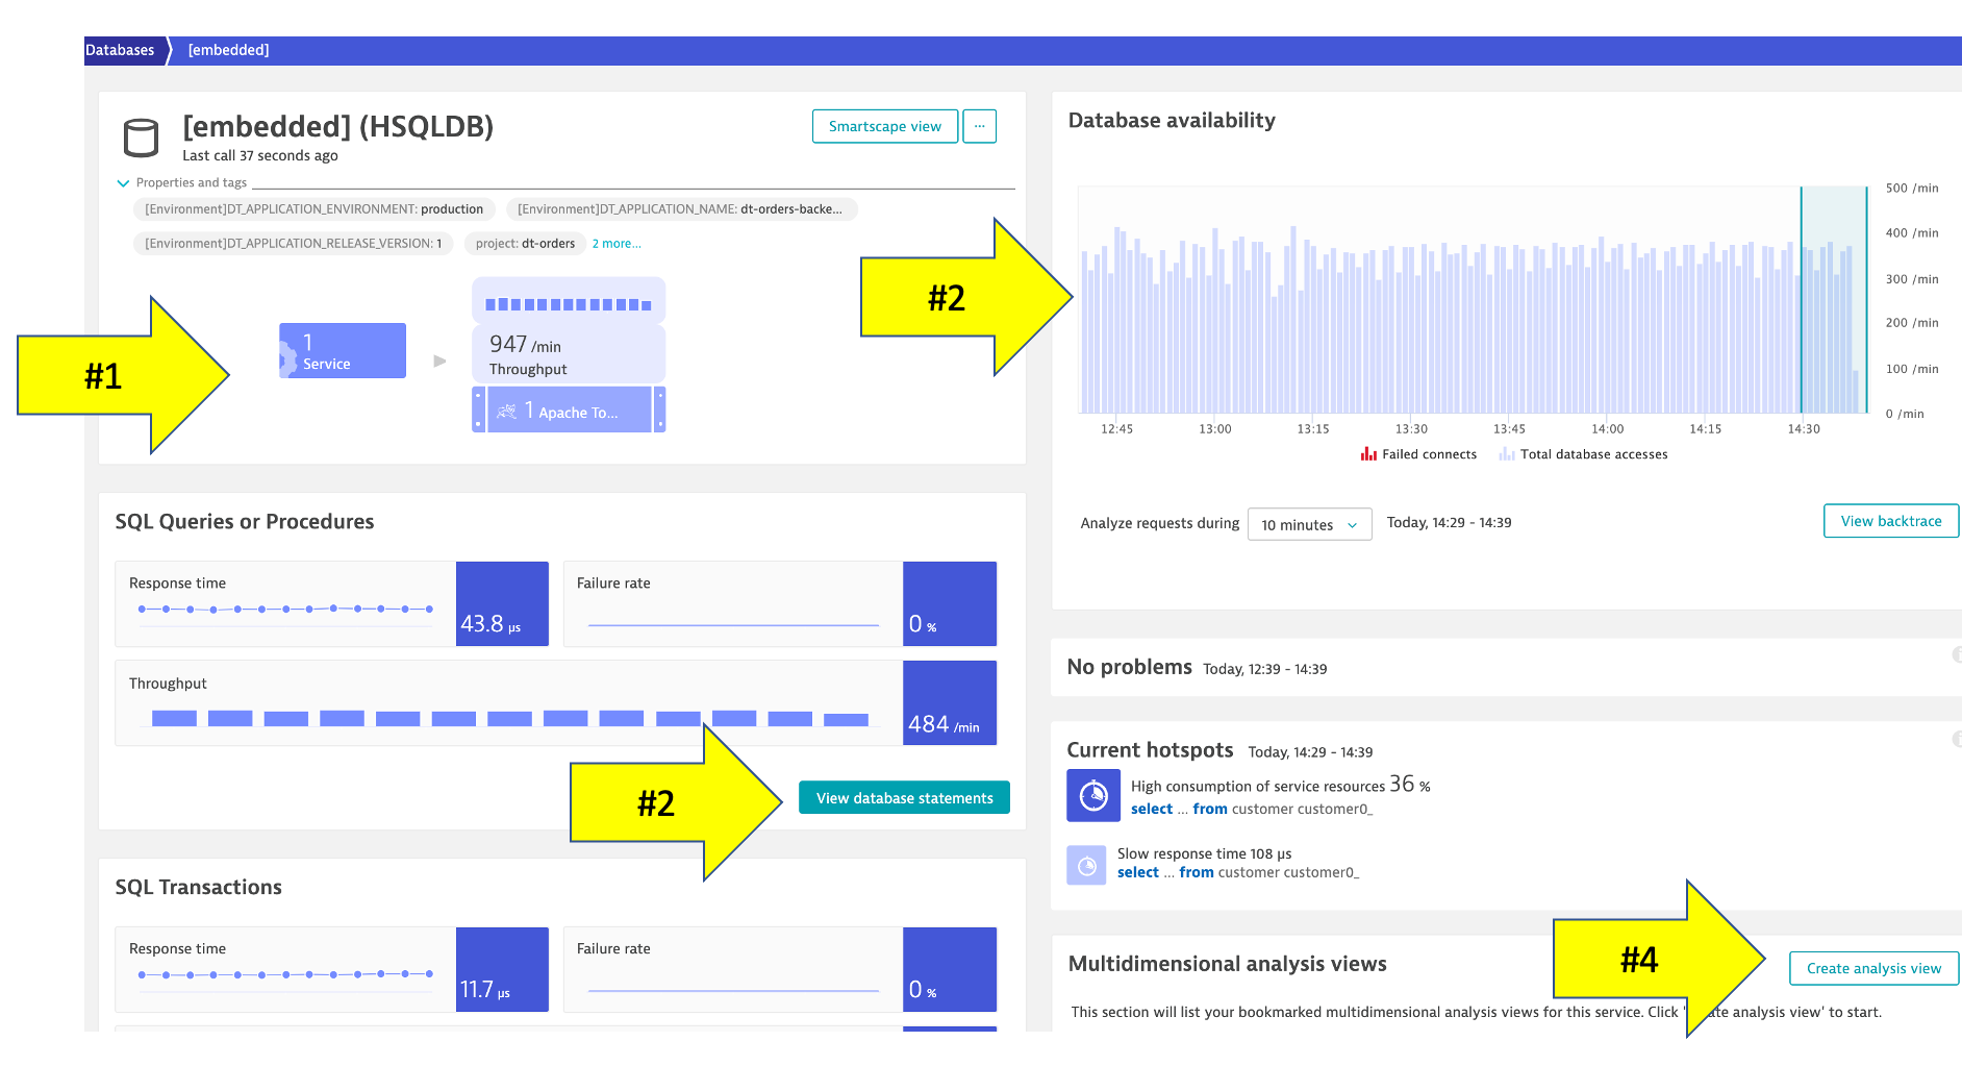 Databases
[embedded]
[embedded] (HSQLDB)
Last call 37 seconds ago
Smartscape view
...
Properties and tags
[Environment]DT_APPLICATION_ENVIRONMENT: production
[Environment]DT_APPLICATION_NAME: dt-orders-backe...
[Environment]DT_APPLICATION_RELEASE_VERSION: 1
project: dt-orders
2 more...
#1
1
Service
947 /min
Throughput
1 Apache To...
#2
Database availability
500 /min
400 /min
300 /min
200 /min
100 /min
0 /min
12:45
13:00
13:15
13:30
13:45
14:00
14:15
14:30
Failed connects
Total database accesses
Analyze requests during
10 minutes
Today, 14:29 - 14:39
View backtrace
SQL Queries or Procedures
Response time
43.8 µs
Failure rate
0 %
Throughput
484 /min
#2
View database statements
No problems Today, 12:39 - 14:39
Current hotspots Today, 14:29 - 14:39
High consumption of service resources 36 %
select ... from customer customer0_
Slow response time 108 µs
select ... from customer customer0_
SQL Transactions
Response time
11.7 µs
Failure rate
0 %
#4
Multidimensional analysis views
Create analysis view
This section will list your bookmarked multidimensional analysis views for this service. Click ' ate analysis view' to start.